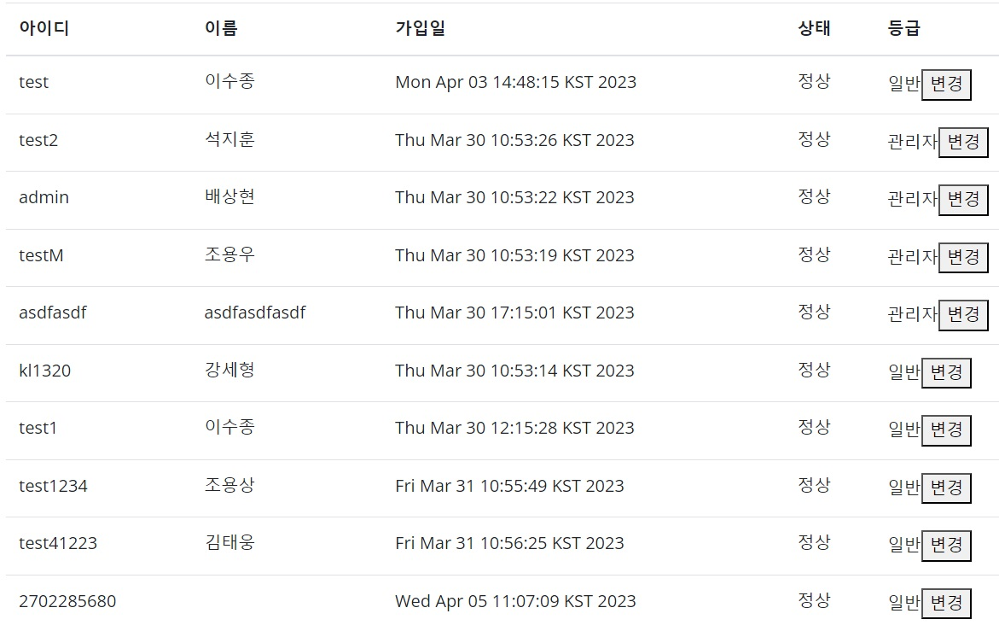 아이디 이름 가입일 상태 등급
test 이수종 Mon Apr 03 14:48:15 KST 2023 정상 일반 변경
test2 석지훈 Thu Mar 30 10:53:26 KST 2023 정상 관리자 변경
admin 배상현 Thu Mar 30 10:53:22 KST 2023 정상 관리자 변경
testM 조용우 Thu Mar 30 10:53:19 KST 2023 정상 관리자 변경
asdfasdf asdfasdfasdf Thu Mar 30 17:15:01 KST 2023 정상 관리자 변경
kl1320 강세형 Thu Mar 30 10:53:14 KST 2023 정상 일반 변경
test1 이수종 Thu Mar 30 12:15:28 KST 2023 정상 일반 변경
test1234 조용상 Fri Mar 31 10:55:49 KST 2023 정상 일반 변경
test41223 김태웅 Fri Mar 31 10:56:25 KST 2023 정상 일반 변경
2702285680 Wed Apr 05 11:07:09 KST 2023 정상 일반 변경